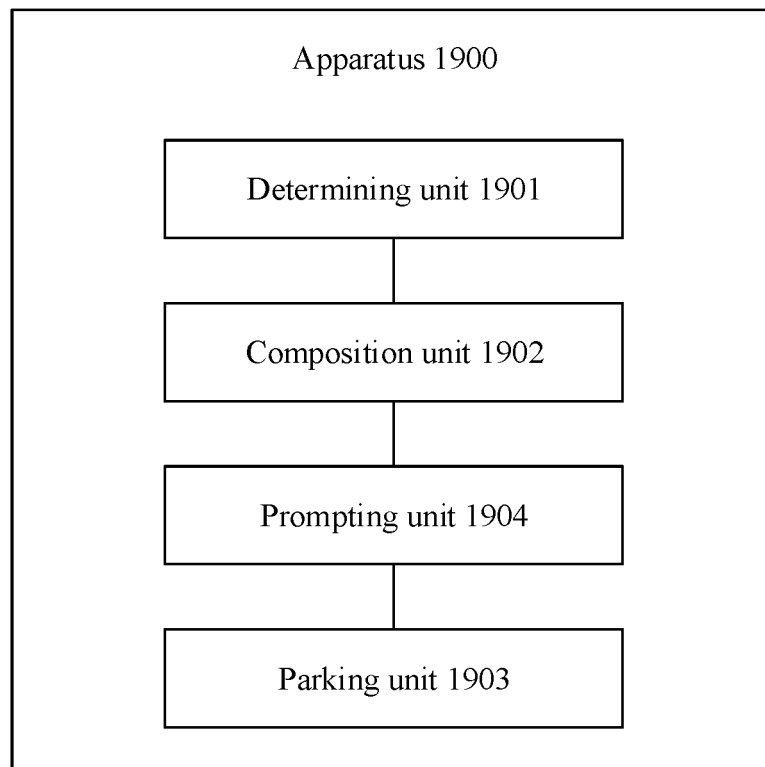 Apparatus 1900
Determining unit 1901
Composition unit 1902
Prompting unit 1904
Parking unit 1903